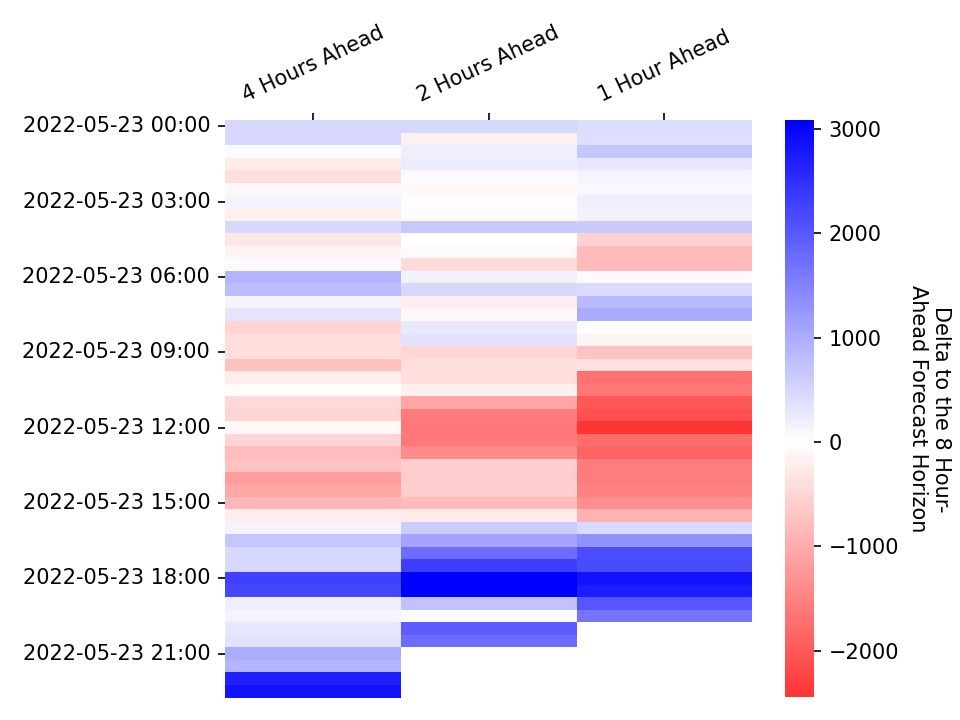 4 Hours Ahead
2 Hours Ahead
1 Hour Ahead
2022-05-23 00:00
2022-05-23 03:00
2022-05-23 06:00
2022-05-23 09:00
2022-05-23 12:00
2022-05-23 15:00
2022-05-23 18:00
2022-05-23 21:00
3000
2000
1000
0
−1000
−2000
Delta to the 8 Hour-
Ahead Forecast Horizon